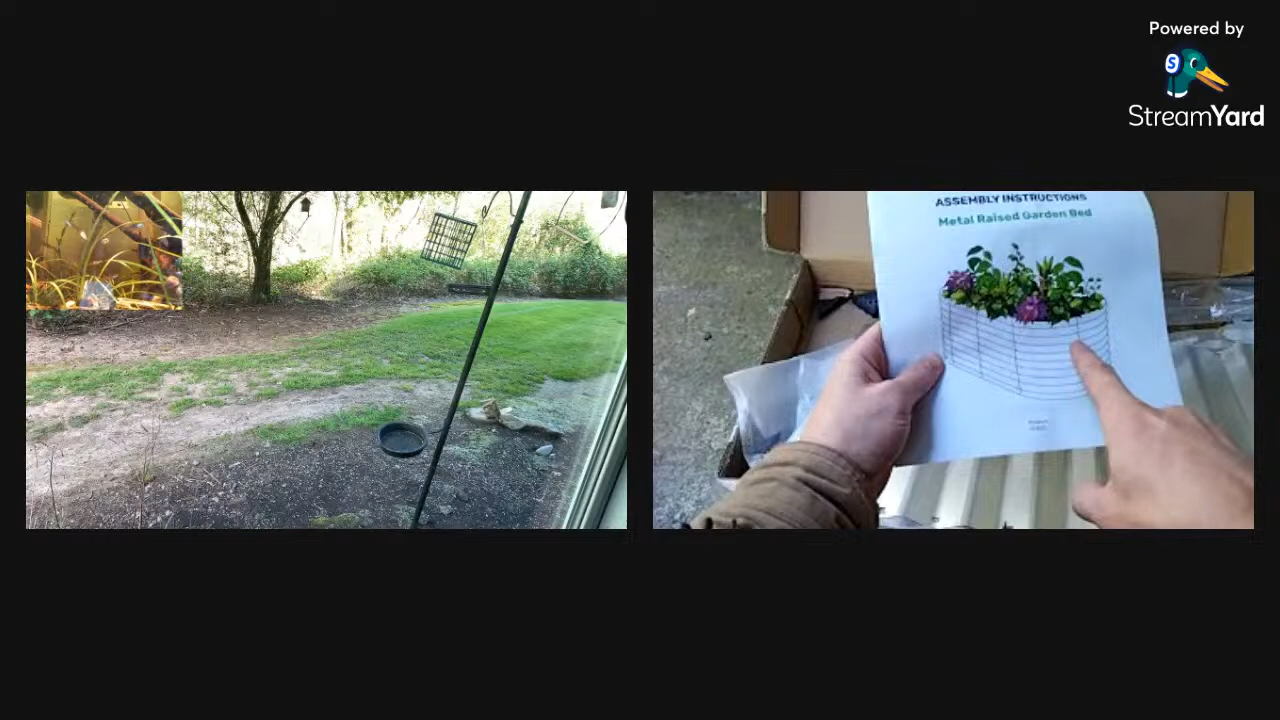 Powered by
S
StreamYard
ASSEMBLY INSTRUCTIONS
Metal Raised Garden Bed